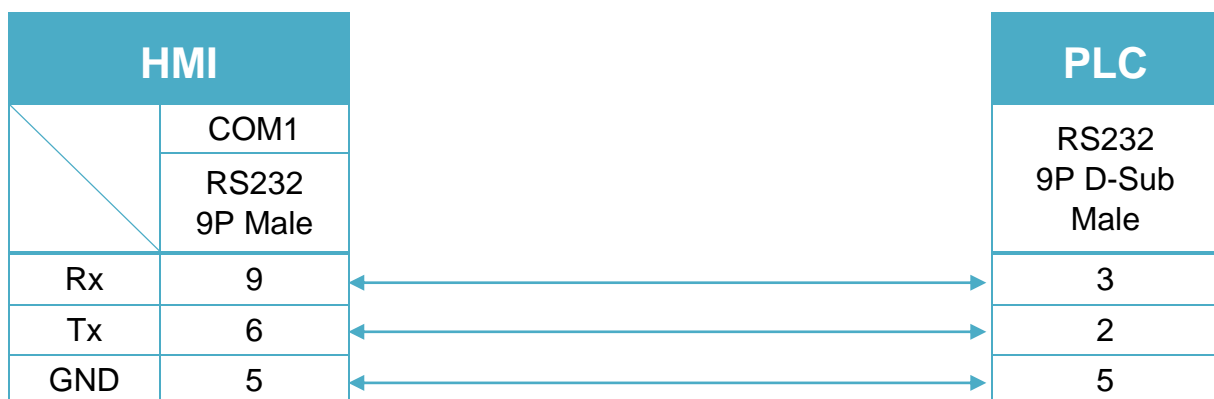 HMI
PLC
COM1
RS232
9P Male
RS232
9P D-Sub
Male
Rx 9 3
Tx 6 2
GND 5 5